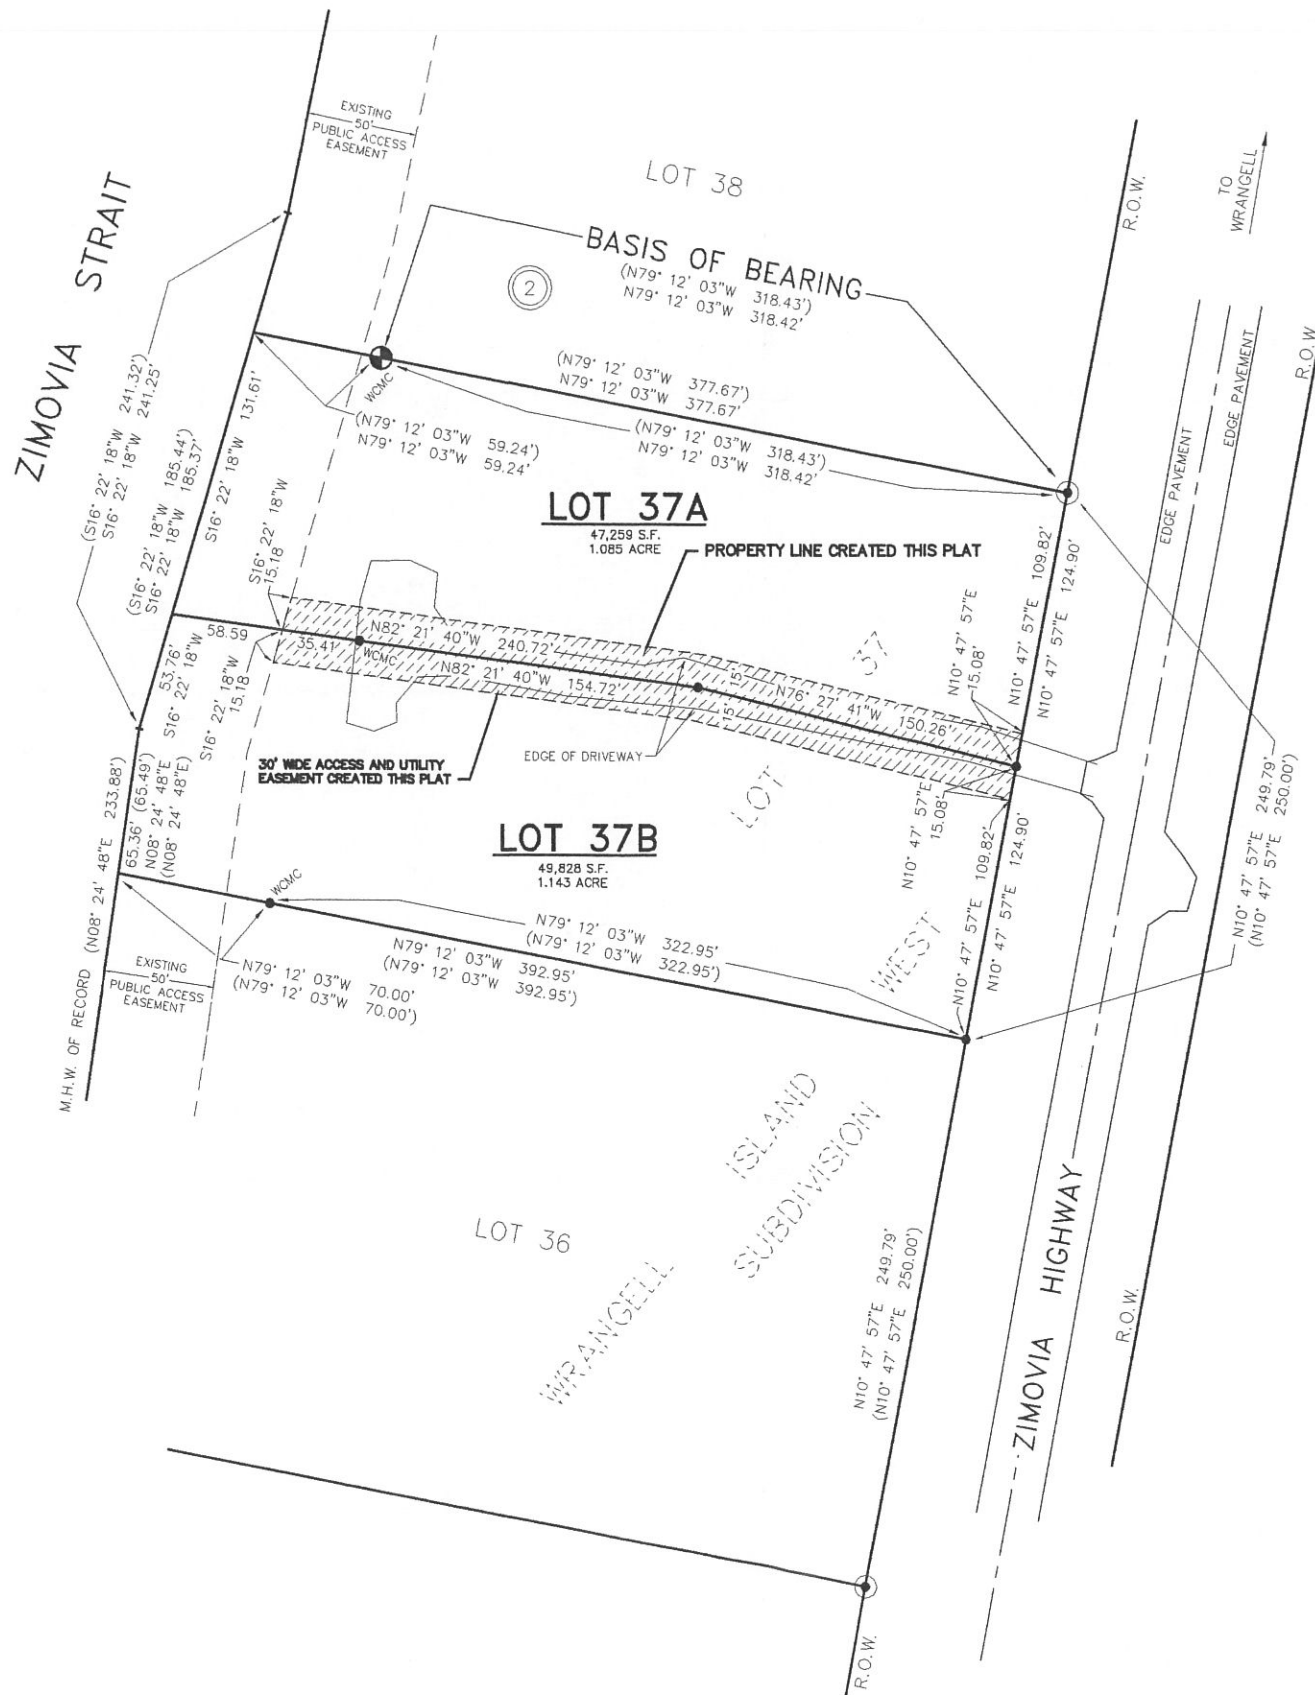 EXISTING
50'
PUBLIC ACCESS
EASEMENT
LOT 38
R.O.W.
TO
WRANGELL
ZIMOVIA STRAIT
BASIS OF BEARING
(N79° 12' 03"W 318.43')
N79° 12' 03"W 318.42'
2
EDGE PAVEMENT
EDGE PAVEMENT
R.O.W.
WCMC
(N79° 12' 03"W 377.67')
N79° 12' 03"W 377.67'
(N79° 12' 03"W 59.24')
N79° 12' 03"W 59.24'
(N79° 12' 03"W 318.43')
N79° 12' 03"W 318.42'
(S16° 22' 18"W 241.32')
S16° 22' 18"W 241.25'
(S16° 22' 18"W 185.44')
S16° 22' 18"W 185.37'
S16° 22' 18"W 131.61'
LOT 37A
47,259 S.F.
1.085 ACRE
PROPERTY LINE CREATED THIS PLAT
S16° 22' 18"W
15.18
N10° 47' 57"E 109.82'
N10° 47' 57"E 124.90'
N10° 47' 57"E
15.08'
58.59
35.41'
WCMC
N82° 21' 40"W 240.72'
N82° 21' 40"W 154.72'
15'
15'
N76° 27' 41"W 150.26'
37
LOT
53.76'
S16° 22' 18"W
S16° 22' 18"W
15.18
EDGE OF DRIVEWAY
30' WIDE ACCESS AND UTILITY
EASEMENT CREATED THIS PLAT
65.36' (65.49')
N08° 24' 48"E
(N08° 24' 48"E)
LOT 37B
49,828 S.F.
1.143 ACRE
N10° 47' 57"E
15.08'
N10° 47' 57"E 109.82'
N10° 47' 57"E 124.90'
N10° 47' 57"E 249.79'
(N10° 47' 57"E 250.00')
WCMC
N79° 12' 03"W 322.95'
(N79° 12' 03"W 322.95')
N79° 12' 03"W 392.95'
(N79° 12' 03"W 392.95')
N79° 12' 03"W 70.00'
(N79° 12' 03"W 70.00')
M.H.W. OF RECORD (N08° 24' 48"E 233.88')
EXISTING
50'
PUBLIC ACCESS
EASEMENT
WEST
ISLAND
SUBDIVISION
WRANGELL
LOT 36
N10° 47' 57"E 249.79'
(N10° 47' 57"E 250.00')
ZIMOVIA HIGHWAY
R.O.W.
R.O.W.